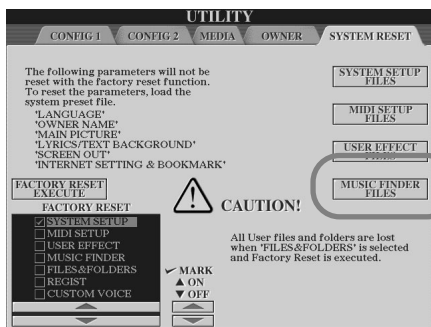 UTILITY
CONFIG 1 CONFIG 2 MEDIA OWNER SYSTEM RESET
The following parameters will not be
reset with the factory reset function.
To reset the parameters, load the
system preset file.
'LANGUAGE'
'OWNER NAME'
'MAIN PICTURE'
'LYRICS/TEXT BACKGROUND'
'SCREEN OUT'
'INTERNET SETTING & BOOKMARK'
SYSTEM SETUP
FILES
MIDI SETUP
FILES
USER EFFECT
FILES
MUSIC FINDER
FILES
FACTORY RESET
EXECUTE
FACTORY RESET
SYSTEM SETUP
MIDI SETUP
USER EFFECT
MUSIC FINDER
FILES&FOLDERS
REGIST
CUSTOM VOICE
MARK
▲ ON
▼ OFF
CAUTION!
All User files and folders are lost
when 'FILES&FOLDERS' is selected
and Factory Reset is executed.